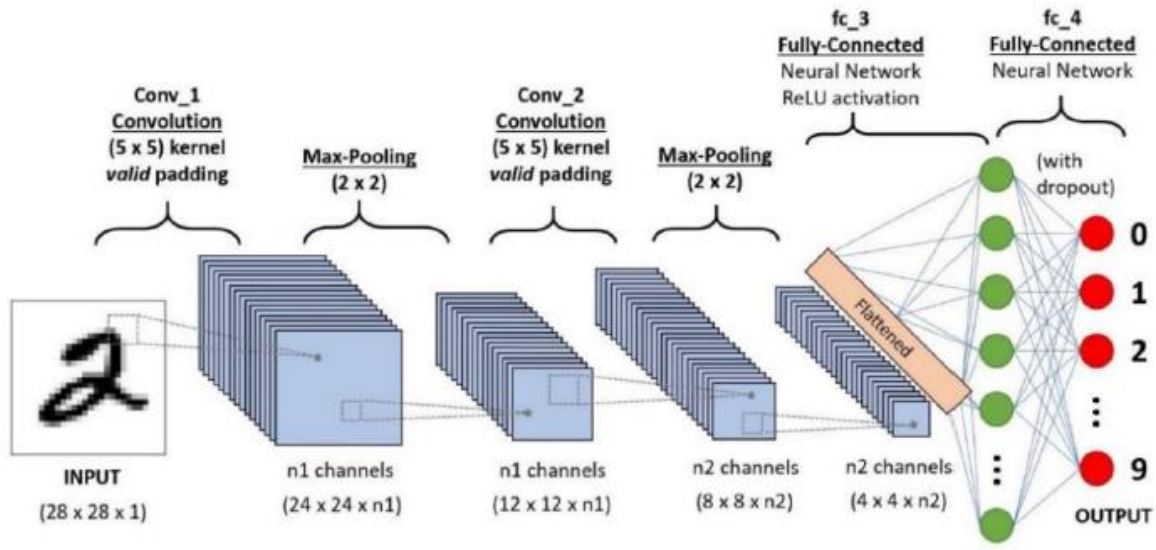 fc_3
Fully-Connected
Neural Network
ReLU activation
fc_4
Fully-Connected
Neural Network
Conv_1
Convolution
(5 x 5) kernel
valid padding
Max-Pooling
(2 x 2)
Conv_2
Convolution
(5 x 5) kernel
valid padding
Max-Pooling
(2 x 2)
(with
dropout)
Flattened
0
1
2
9
INPUT
(28 x 28 x 1)
n1 channels
(24 x 24 x n1)
n1 channels
(12 x 12 x n1)
n2 channels
(8 x 8 x n2)
n2 channels
(4 x 4 x n2)
OUTPUT
2